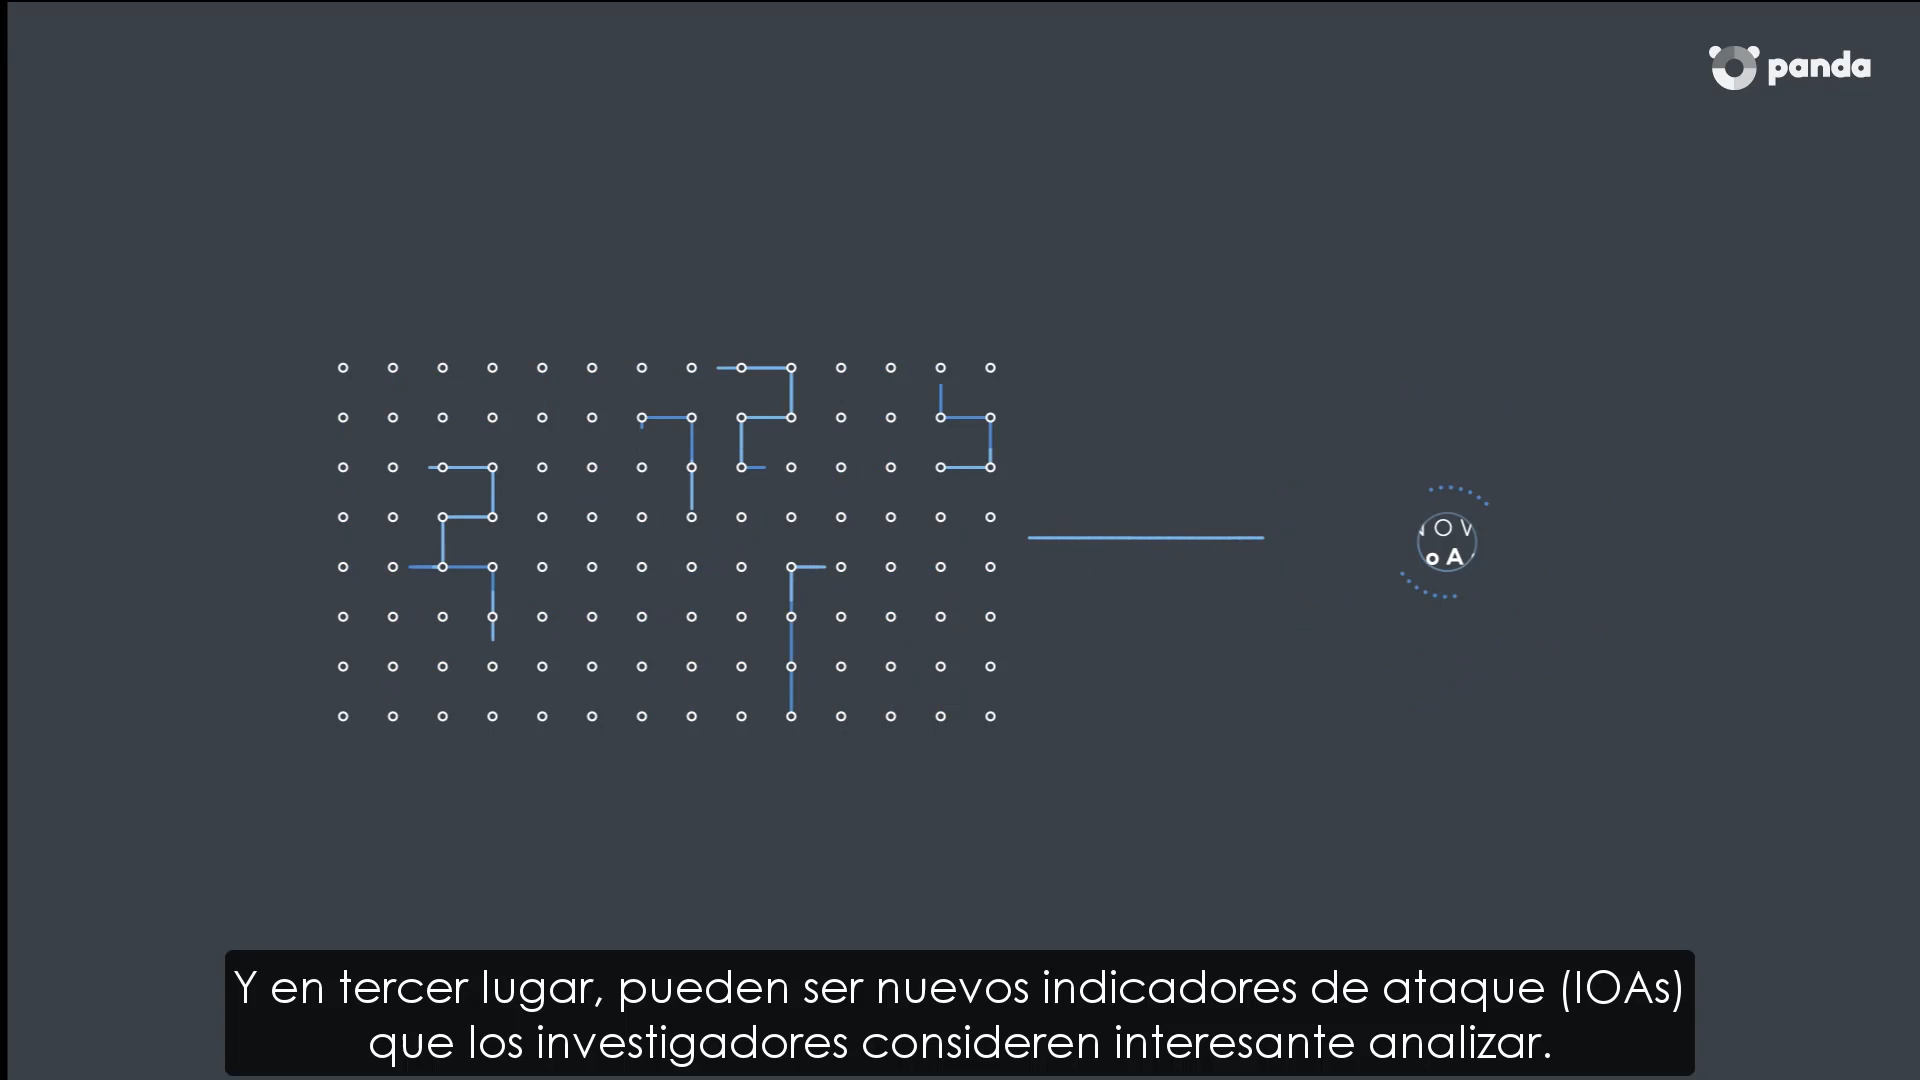 panda
Y en tercer lugar, pueden ser nuevos indicadores de ataque (IOAs)
que los investigadores consideren interesante analizar.